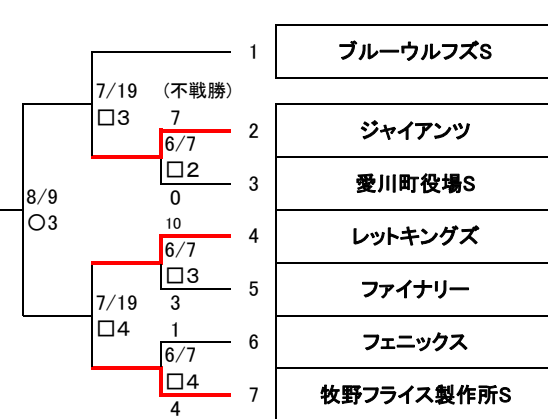 1 ブルーウルフズS
7/19 (不戦勝)
□3 7
2 ジャイアンツ
6/7
□2
3 愛川町役場S
0
8/9
○3
10
4 レットキングズ
6/7
□3
5 ファイナリー
7/19 3
□4 1
6 フェニックス
6/7
□4
7 牧野フライス製作所S
4